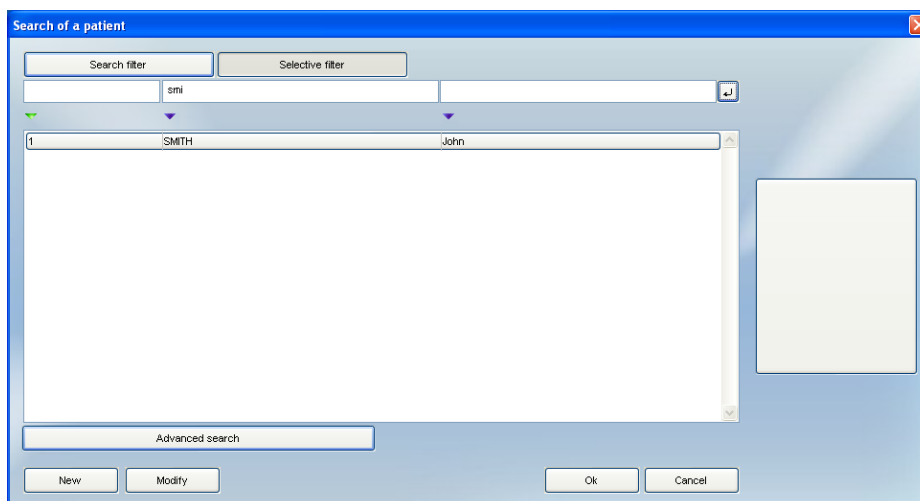 Search of a patient
Search filter Selective filter
smi
1 SMITH John
Advanced search
New Modify Ok Cancel